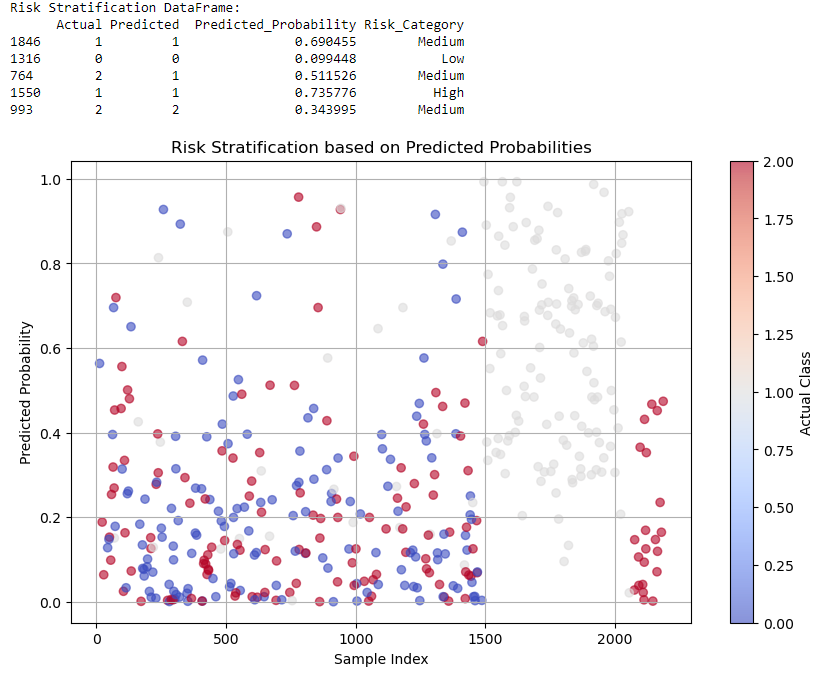 Risk Stratification DataFrame:
Actual Predicted Predicted_Probability Risk_Category
1846 1 1 0.690455 Medium
1316 0 0 0.099448 Low
764 2 1 0.511526 Medium
1550 1 1 0.735776 High
993 2 2 0.343995 Medium
Risk Stratification based on Predicted Probabilities
1.0
0.8
0.6
0.4
0.2
0.0
Predicted Probability
0 500 1000 1500 2000
Sample Index
2.00
1.75
1.50
1.25
1.00
0.75
0.50
0.25
0.00
Actual Class